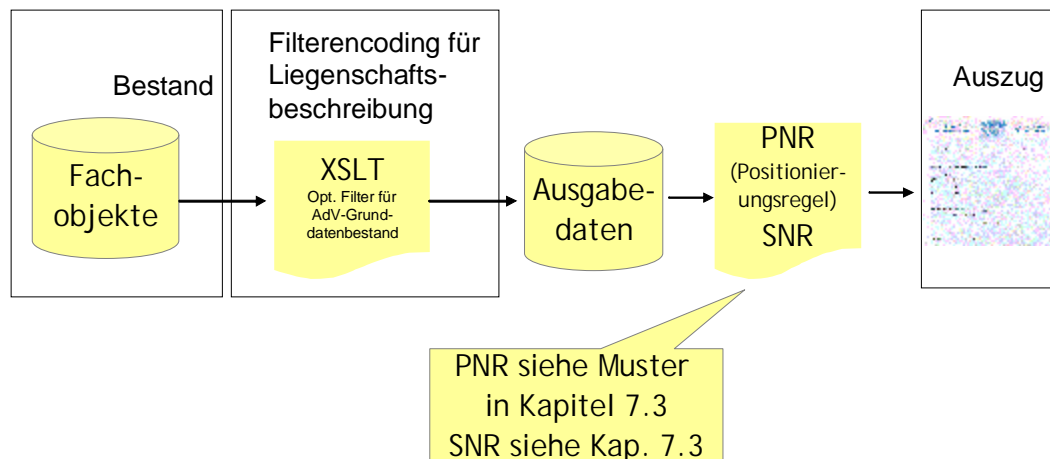 Bestand
Fach-
objekte
Filterencoding für
Liegenschafts-
beschreibung
XSLT
Opt. Filter für
AdV-Grund-
datenbestand
Ausgabe-
daten
PNR
(Positionier-
ungsregel)
SNR
Auszug
PNR siehe Muster
in Kapitel 7.3
SNR siehe Kap. 7.3